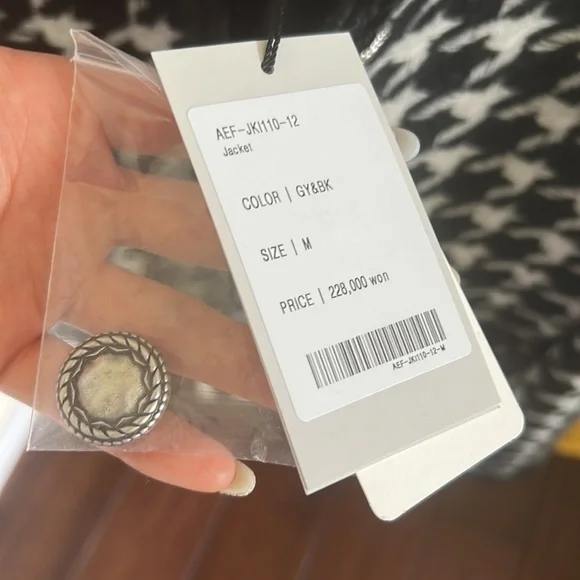 AEF-JKI110-12
Jacket
COLOR | GY&BK
SIZE | M
PRICE | 228,000 won
AEF-JKI110-12-M